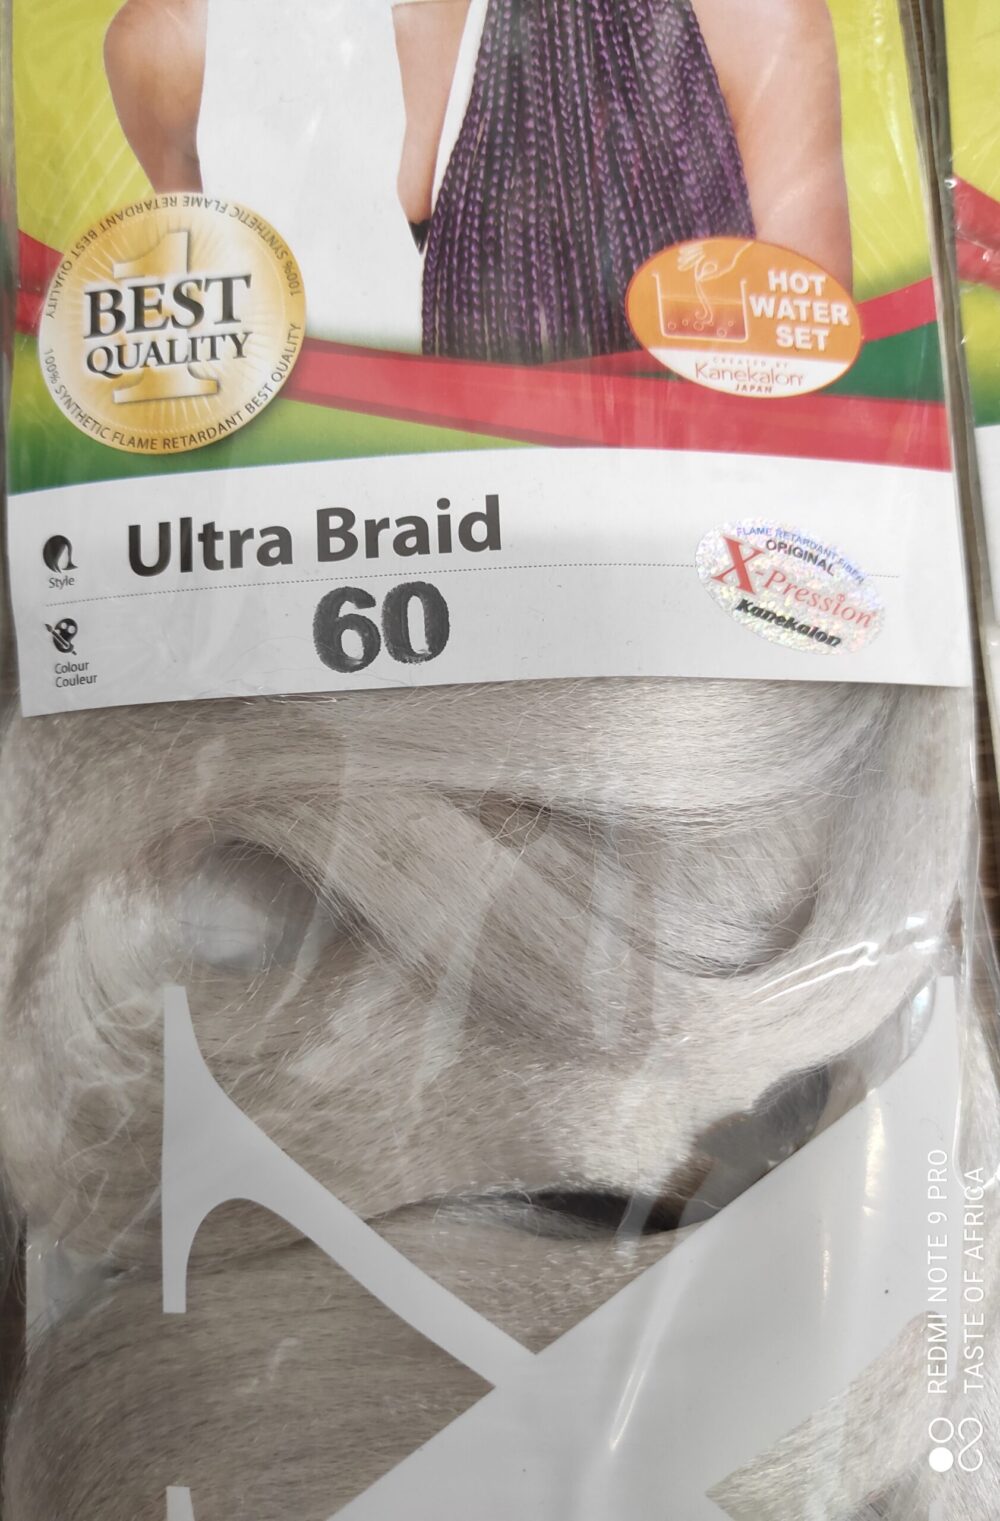 100% SYNTHETIC FLAME RETARDANT BEST QUALITY
100% SYNTHETIC FLAME RETARDANT BEST QUALITY
1
BEST
QUALITY
HOT
WATER
SET
CREATED BY
Kanekalon
JAPAN
Style
Ultra Braid
FLAME RETARDANT FIBER
ORIGINAL
X-Pression
Kanekalon
Colour
Couleur
60
X
REDMI NOTE 9 PRO
TASTE OF AFRICA